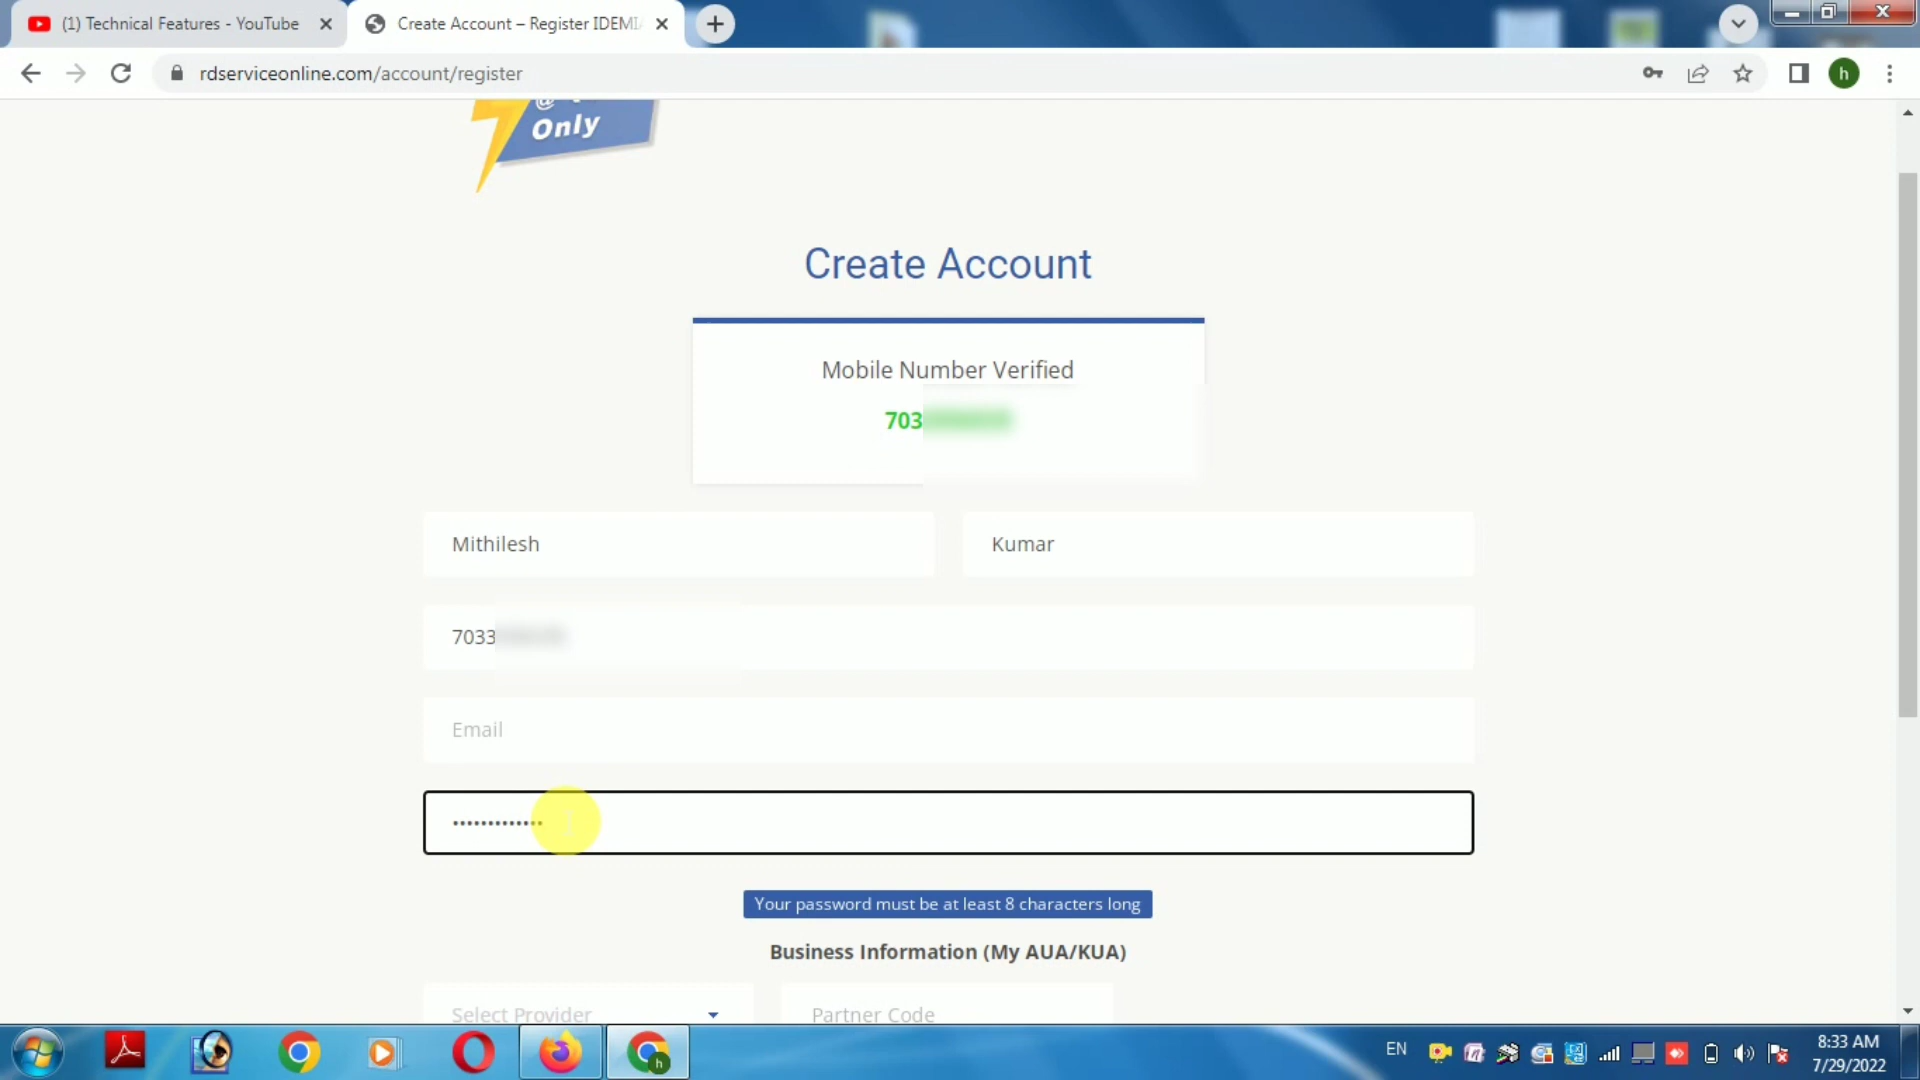 (1) Technical Features - YouTube
Create Account – Register IDEMI
rdserviceonline.com/account/register
h
@
Only
Create Account
Mobile Number Verified
703
Mithilesh
Kumar
7033
Email
•••••••••••••
Your password must be at least 8 characters long
Business Information (My AUA/KUA)
Select Provider
Partner Code
EN
8:33 AM
7/29/2022